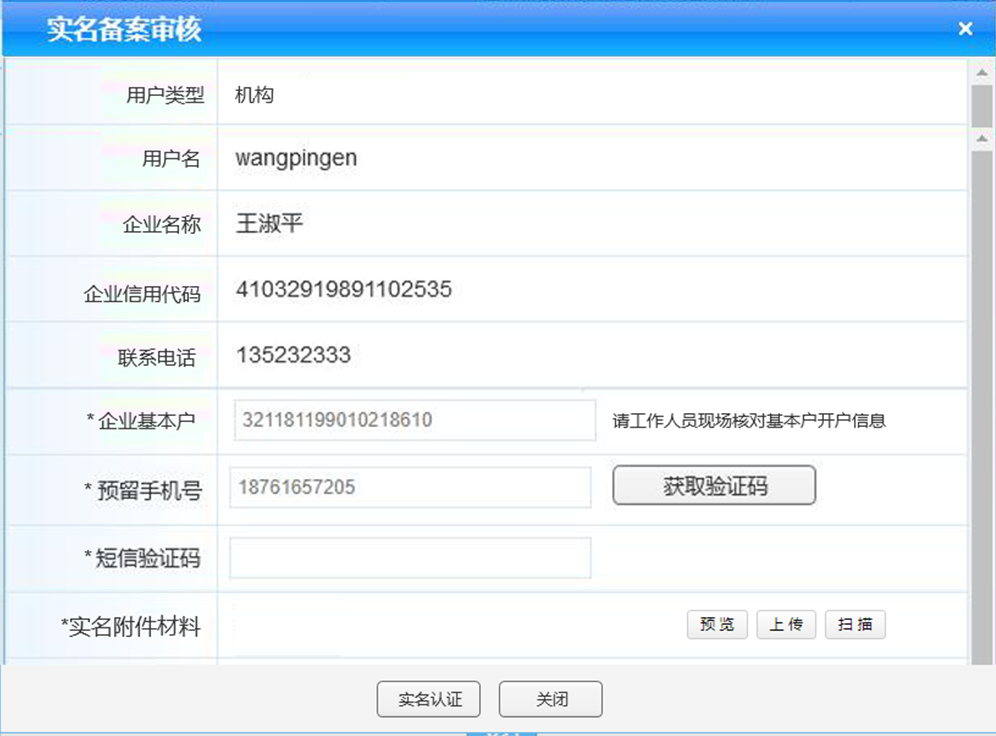 实名备案审核 ×
用户类型 机构
用户名 wangpingen
企业名称 王淑平
企业信用代码 41032919891102535
联系电话 135232333
* 企业基本户 321181199010218610 请工作人员现场核对基本户开户信息
* 预留手机号 18761657205 获取验证码
* 短信验证码
*实名附件材料 预 览 上 传 扫 描
实名认证 关闭